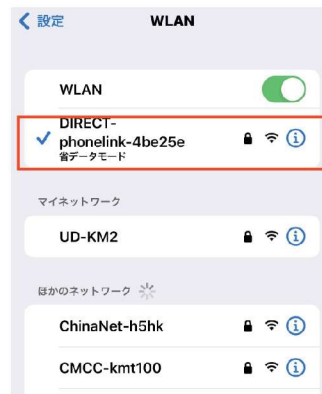 設定
WLAN
WLAN
DIRECT-
phonelink-4be25e
省データモード
マイネットワーク
UD-KM2
ほかのネットワーク
ChinaNet-h5hk
CMCC-kmt100